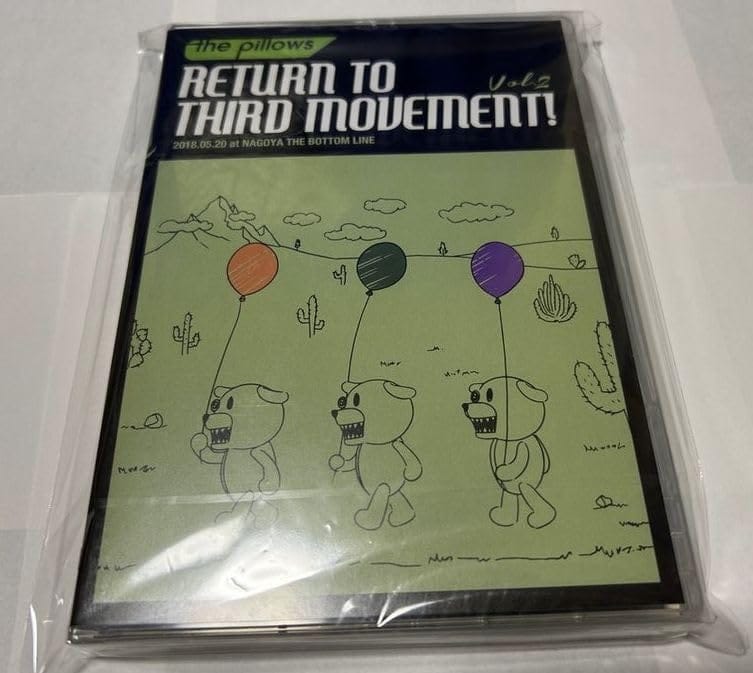 the pillows
RETURN TO
Vol.2
THIRD MOVEMENT!
2018.05.20 at NAGOYA THE BOTTOM LINE